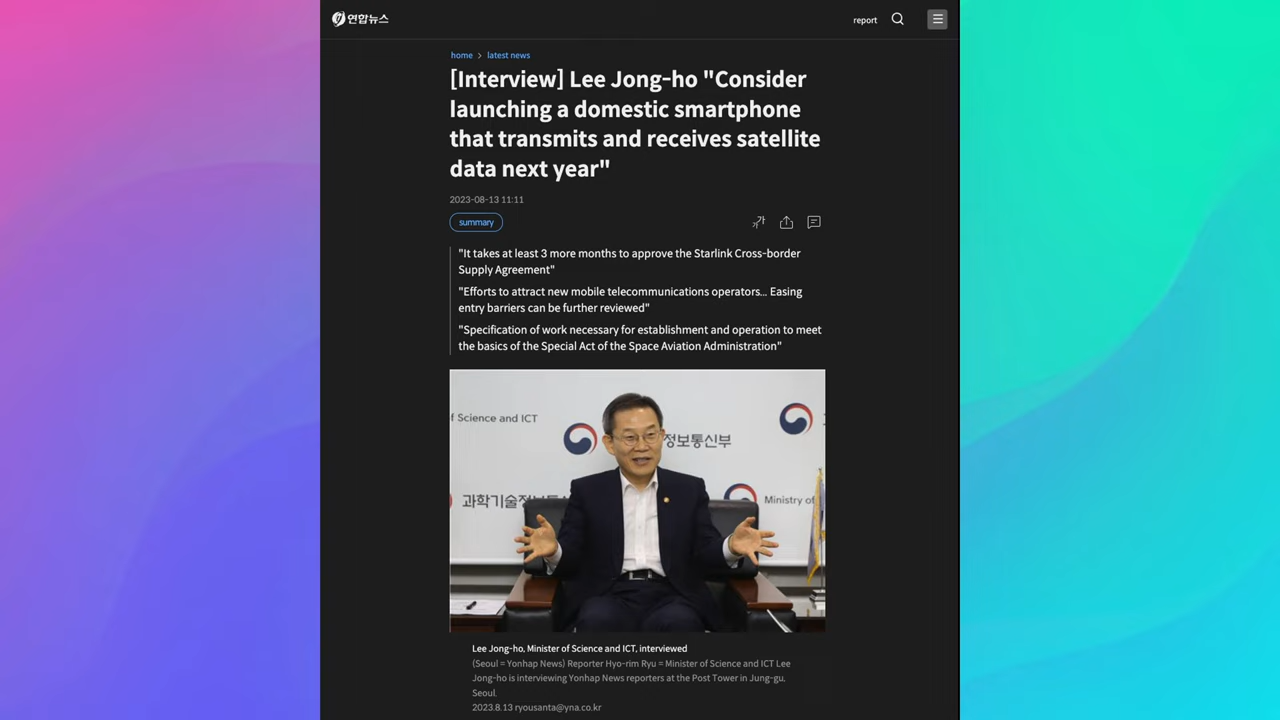 연합뉴스
report
home > latest news
[Interview] Lee Jong-ho "Consider
launching a domestic smartphone
that transmits and receives satellite
data next year"
2023-08-13 11:11
summary
가
"It takes at least 3 more months to approve the Starlink Cross-border
Supply Agreement"
"Efforts to attract new mobile telecommunications operators... Easing
entry barriers can be further reviewed"
"Specification of work necessary for establishment and operation to meet
the basics of the Special Act of the Space Aviation Administration"
f Science and ICT
정보통신부
과학기술정보통신
Ministry of
Lee Jong-ho, Minister of Science and ICT, interviewed
(Seoul = Yonhap News) Reporter Hyo-rim Ryu = Minister of Science and ICT Lee
Jong-ho is interviewing Yonhap News reporters at the Post Tower in Jung-gu,
Seoul.
2023.8.13 ryousanta@yna.co.kr